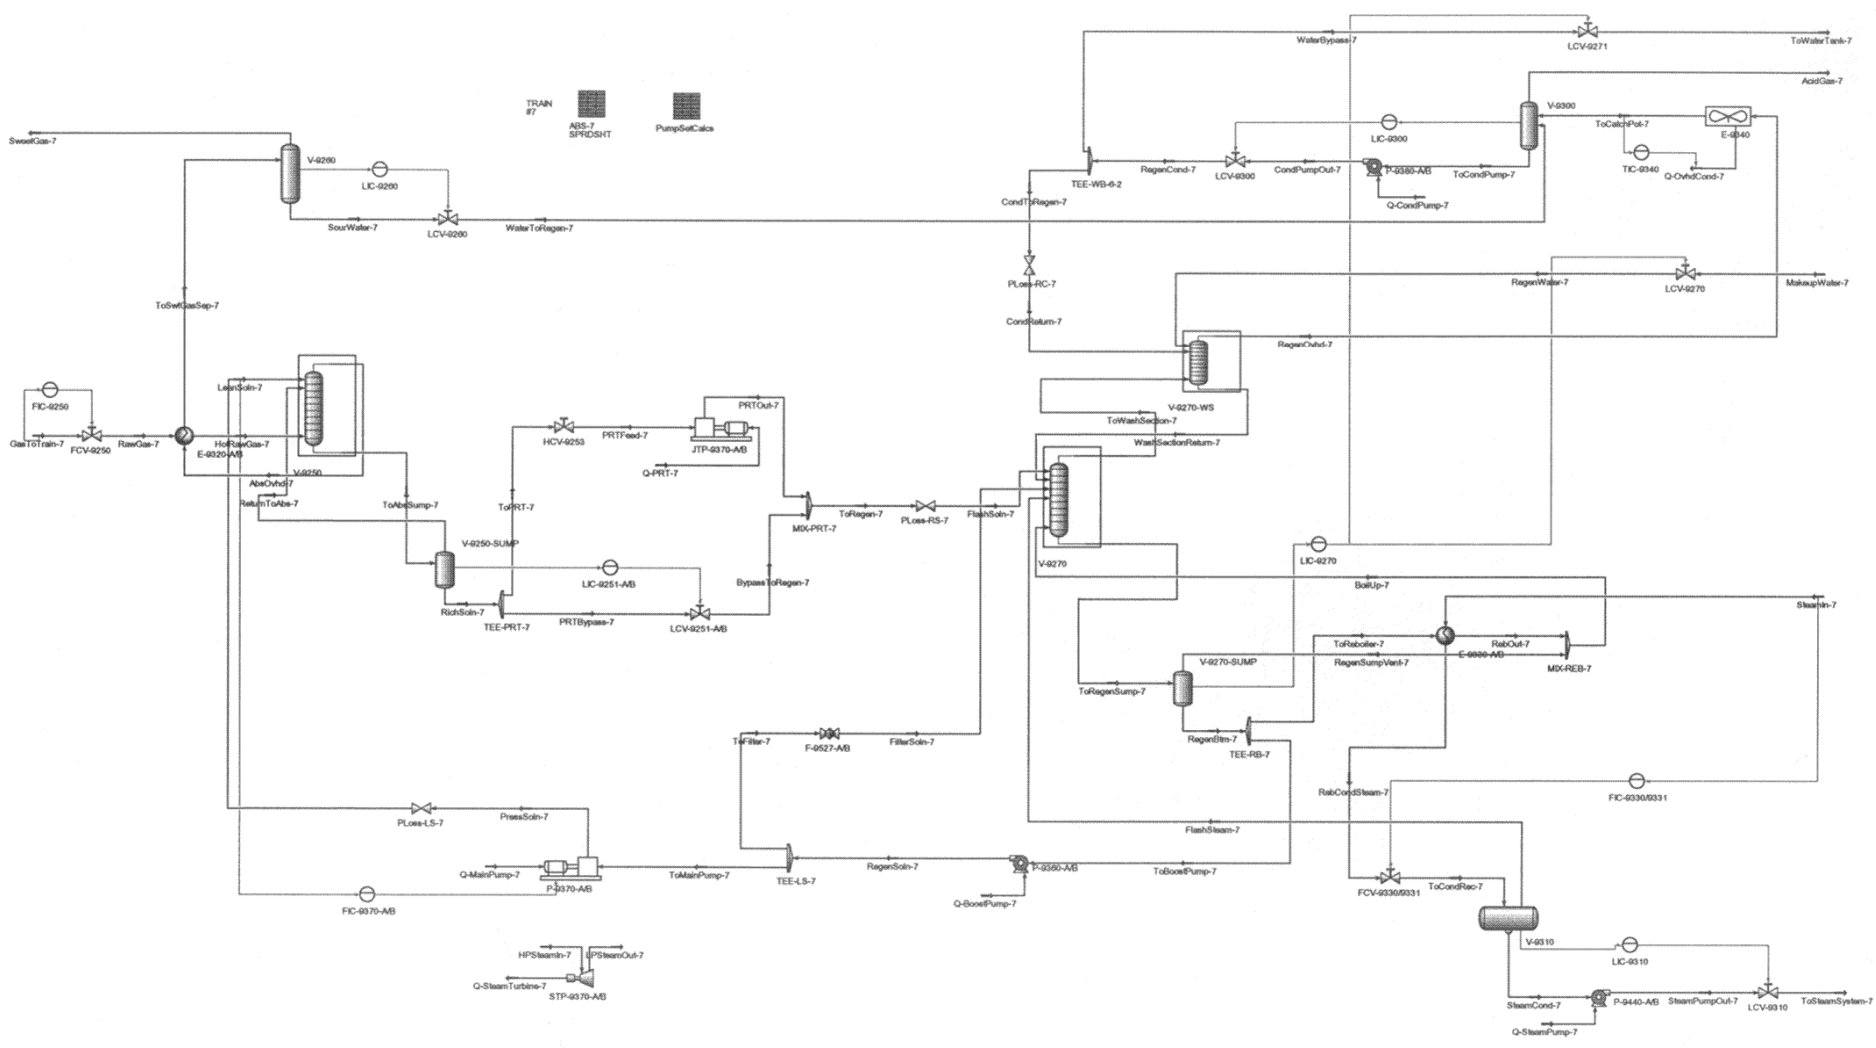 WaterBypass-7
LCV-9271
ToWaterTank-7
AcidGas-7
TRAIN
#7
ABS-7
SPRDSHT
PumpSetCalcs
V-9300
ToCatchPot-7
E-9340
LIC-9300
TIC-9340
Q-OvhdCond-7
SweetGas-7
V-9260
LIC-9260
TEE-WB-6-2
RegenCond-7
LCV-9300
CondPumpOut-7
P-9380-A/B
ToCondPump-7
Q-CondPump-7
CondToRegen-7
SourWater-7
LCV-9260
WaterToRegen-7
PLoss-RC-7
RegenWater-7
LCV-9270
MakeupWater-7
ToSwtGasSep-7
CondReturn-7
RegenOvhd-7
LeanSoln-7
FIC-9250
V-9270-WS
PRTOut-7
ToWashSection-7
GasToTrain-7
FCV-9250
RawGas-7
HotRawGas-7
E-9320-A/B
HCV-9253
PRTFeed-7
JTP-9370-A/B
WashSectionReturn-7
V-9250
Q-PRT-7
AbsOvhd-7
ReturnToAbs-7
ToAbsSump-7
ToPRT-7
MIX-PRT-7
ToRegen-7
PLoss-RS-7
FlashSoln-7
V-9250-SUMP
LIC-9270
V-9270
LIC-9251-A/B
BypassToRegen-7
BoilUp-7
RichSoln-7
TEE-PRT-7
PRTBypass-7
LCV-9251-A/B
SteamIn-7
ToReboiler-7
RebOut-7
E-9330-A/B
V-9270-SUMP
RegenSumpVent-7
MIX-REB-7
ToRegenSump-7
RegenBtm-7
TEE-RB-7
ToFilter-7
F-9527-A/B
FilterSoln-7
RebCondSteam-7
FIC-9330/9331
PLoss-LS-7
PressSoln-7
FlashSteam-7
Q-MainPump-7
P-9370-A/B
ToMainPump-7
TEE-LS-7
RegenSoln-7
P-9360-A/B
ToBoostPump-7
FIC-9370-A/B
Q-BoostPump-7
FCV-9330/9331
ToCondRec-7
V-9310
LIC-9310
HPSteamIn-7
LPSteamOut-7
Q-SteamTurbine-7
STP-9370-A/B
SteamCond-7
P-9440-A/B
SteamPumpOut-7
LCV-9310
ToSteamSystem-7
Q-SteamPump-7